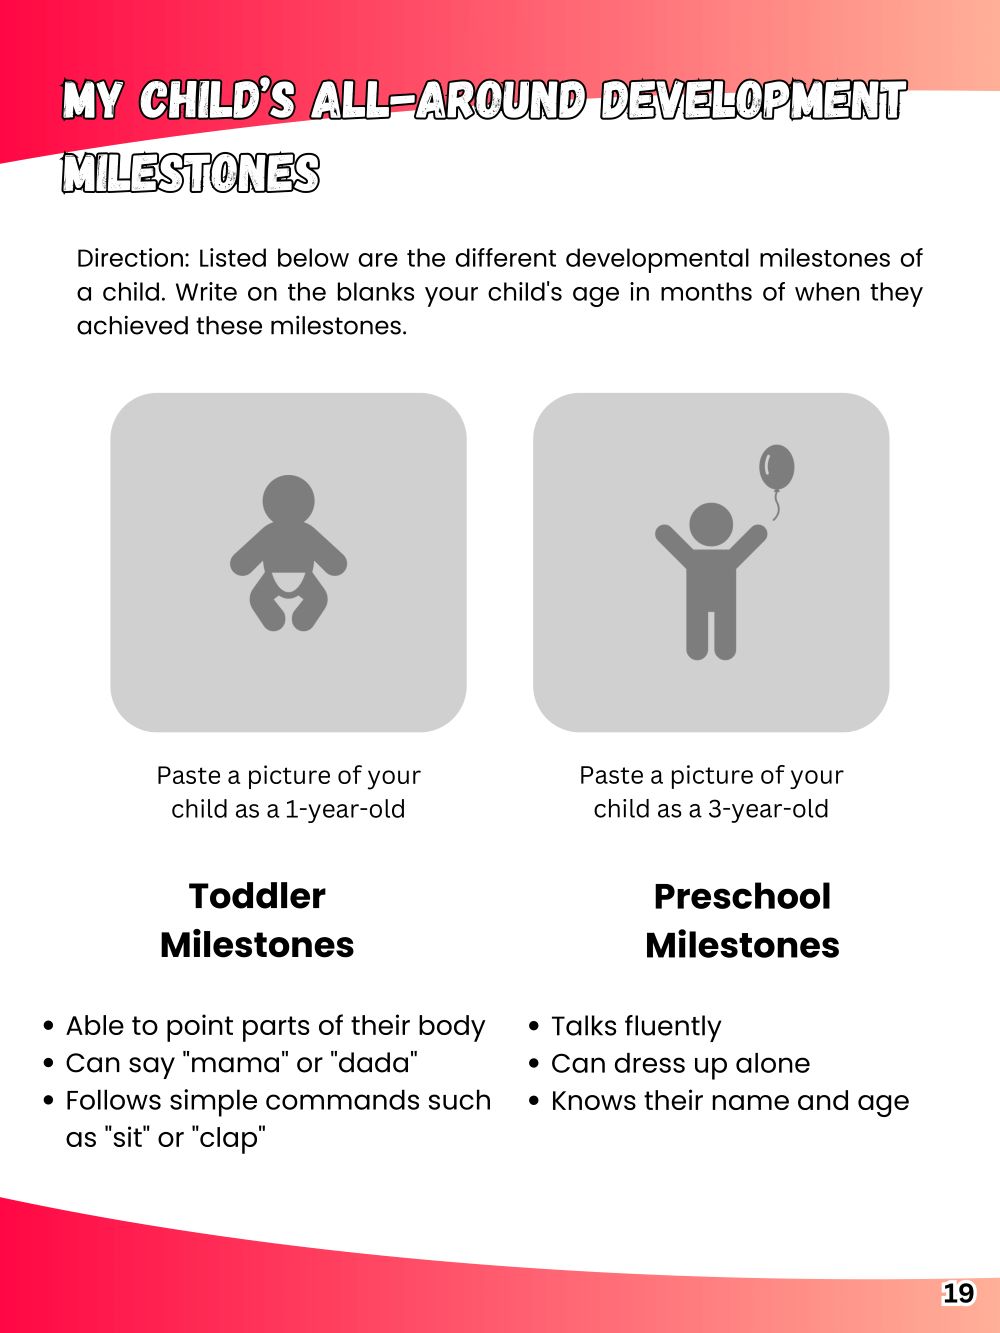 MY CHILD'S ALL-AROUND DEVELOPMENT
MILESTONES
Direction: Listed below are the different developmental milestones of
a child. Write on the blanks your child's age in months of when they
achieved these milestones.
Paste a picture of your
child as a 1-year-old
Paste a picture of your
child as a 3-year-old
Toddler
Milestones
• Able to point parts of their body
• Can say "mama" or "dada"
• Follows simple commands such
as "sit" or "clap"
Preschool
Milestones
• Talks fluently
• Can dress up alone
• Knows their name and age
19